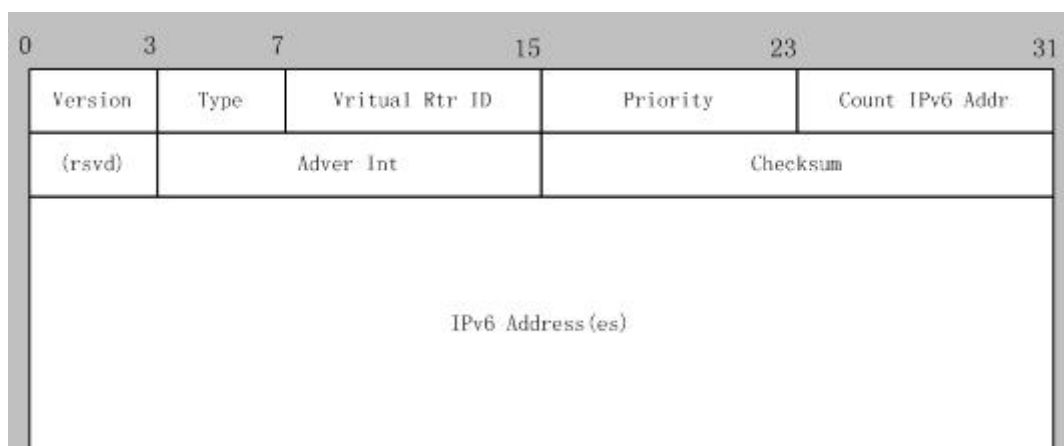 0 3 7 15 23 31
Version Type Vritual Rtr ID Priority Count IPv6 Addr
(rsvd) Adver Int Checksum
IPv6 Address(es)